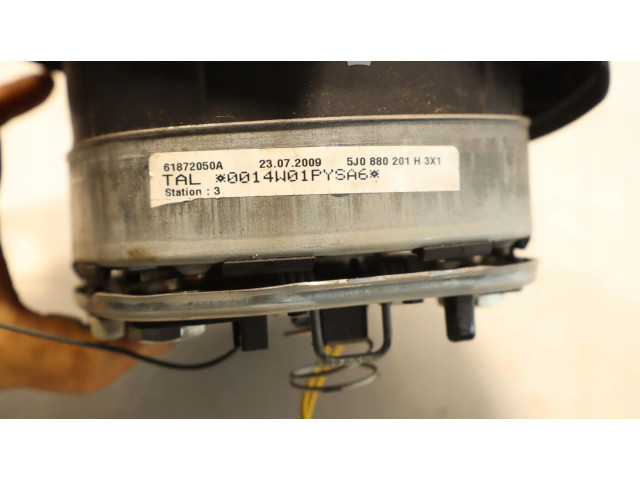 61872050A 23.07.2009 5J0 880 201 H 3X1
TAL *0014W01PYSA6*
Station : 3